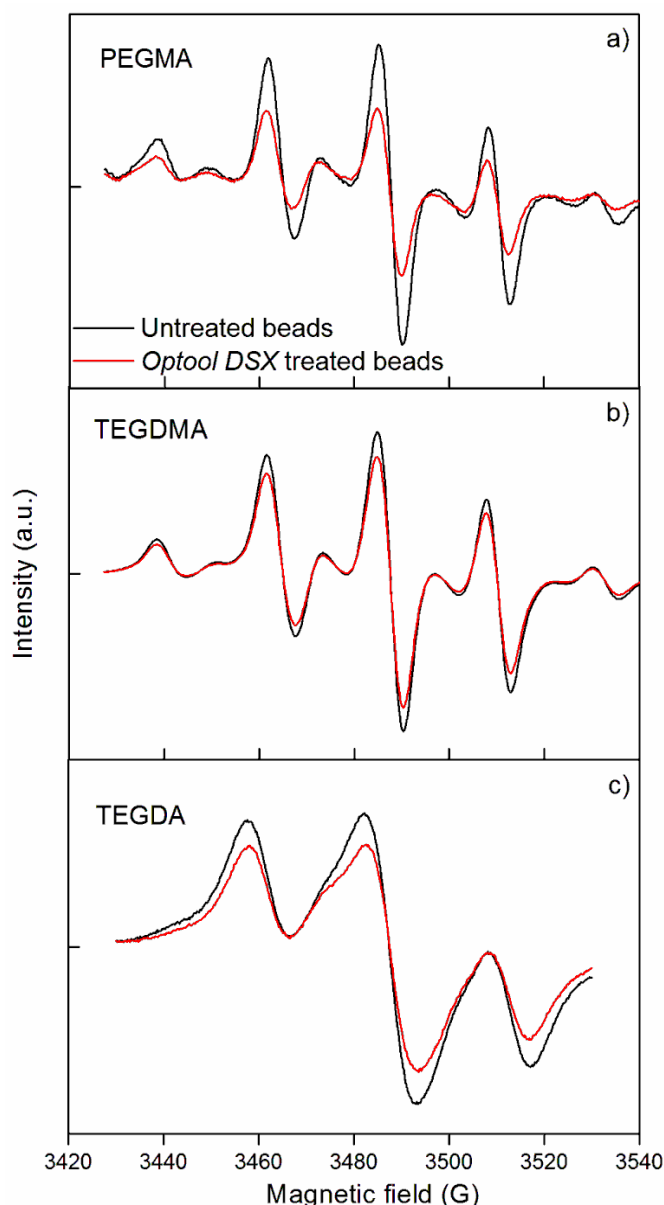 a)
PEGMA
Untreated beads
Optool DSX treated beads
b)
TEGDMA
Intensity (a.u.)
c)
TEGDA
3420 3440 3460 3480 3500 3520 3540
Magnetic field (G)